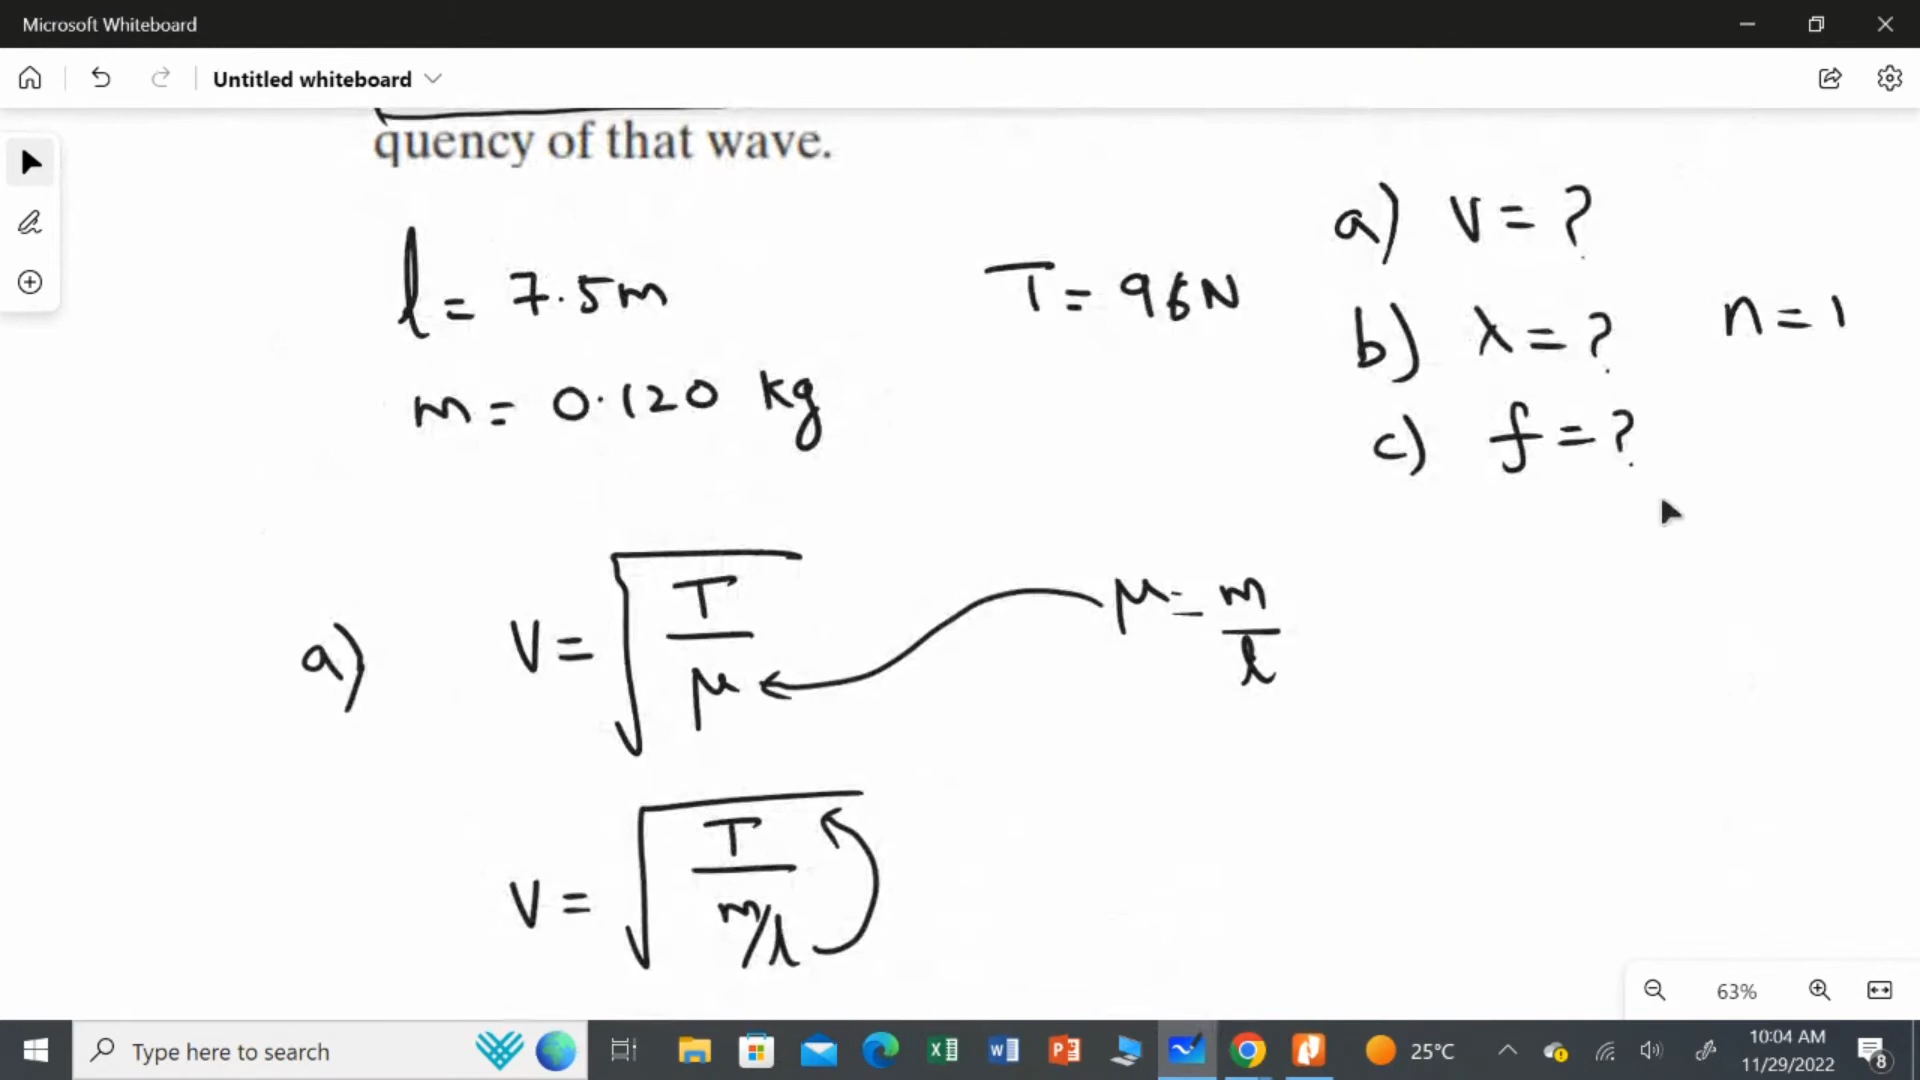 Microsoft Whiteboard
Untitled whiteboard
quency of that wave.
a) v = ?
l = 7.5m T = 96N
b) λ = ? n = 1
m = 0.120 kg
c) f = ?
a) v = √(T/μ) μ = m/l
v = √(T/(m/l))
63%
Type here to search
25°C
10:04 AM
11/29/2022
8